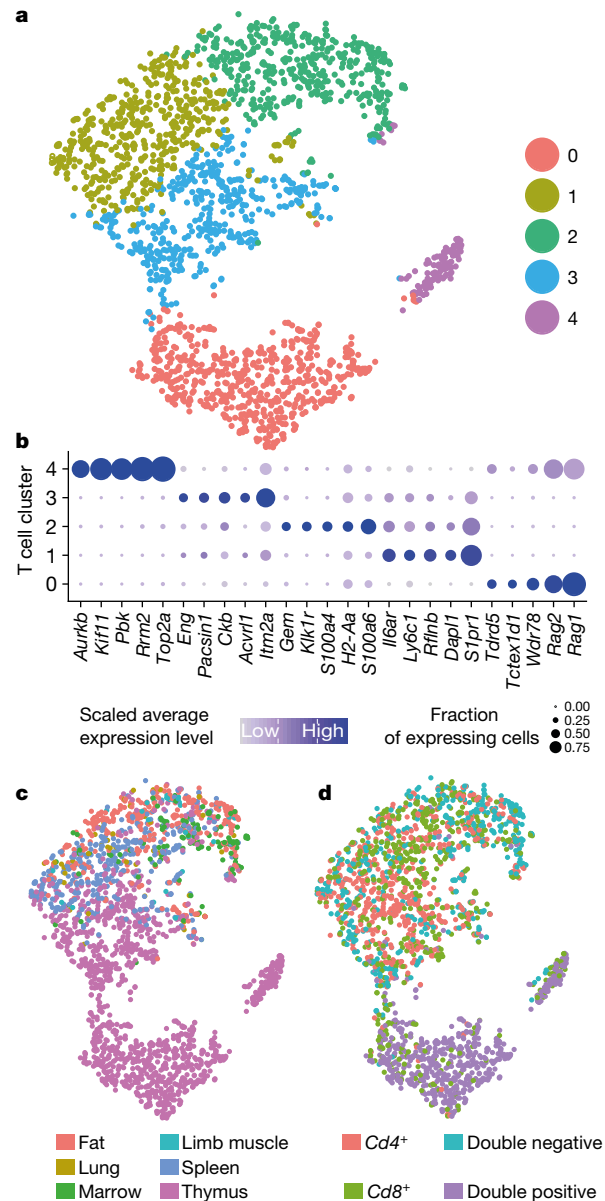 a
0
1
2
3
4
b
T cell cluster
4
3
2
1
0
Aurkb Kif11 Pbk Rrm2 Top2a Eng Pacsin1 Ckb Acvrl1 Itm2a Gem Klk1r S100a4 H2-Aa S100a6 Il6ar Ly6c1 Rflnb Dapl1 S1pr1 Tdrd5 Tctex1d1 Wdr78 Rag2 Rag1
Scaled average
expression level
Low High
Fraction
of expressing cells
0.00
0.25
0.50
0.75
c
d
Fat
Lung
Marrow
Limb muscle
Spleen
Thymus
Cd4+
Cd8+
Double negative
Double positive